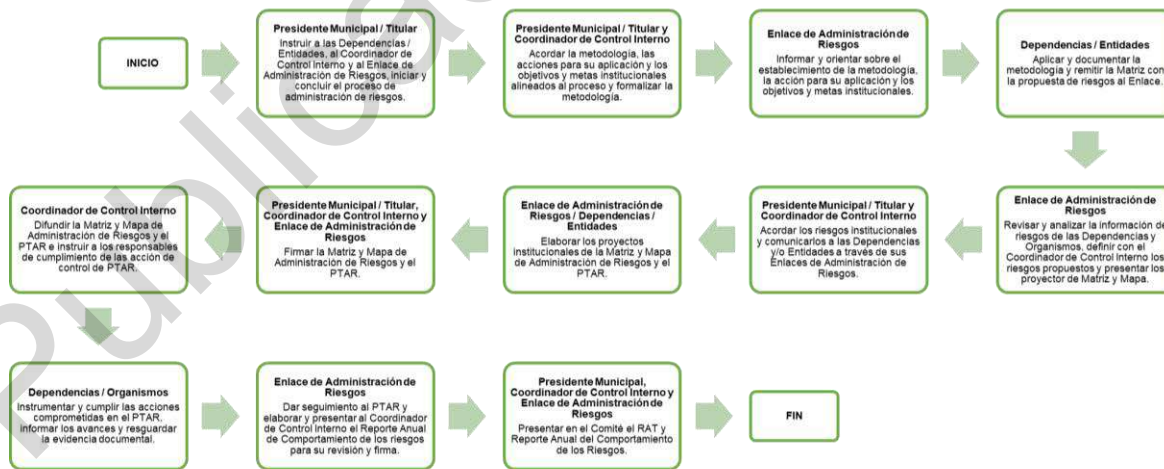 INICIO
Presidente Municipal / Titular
Instruir a las Dependencias /
Entidades, al Coordinador de
Control Interno y al Enlace de
Administración de Riesgos, iniciar y
concluir el proceso de
administración de riesgos.
Presidente Municipal / Titular y
Coordinador de Control Interno
Acordar la metodología, las
acciones para su aplicación y los
objetivos y metas institucionales
alineados al proceso y formalizar la
metodología.
Enlace de Administración de
Riesgos
Informar y orientar sobre el
establecimiento de la metodología,
la acción para su aplicación y los
objetivos y metas institucionales.
Dependencias / Entidades
Aplicar y documentar la
metodología y remitir la Matriz con
la propuesta de riesgos al Enlace.
Enlace de Administración de
Riesgos
Revisar y analizar la información de
riesgos de las Dependencias y
Organismos, definir con el
Coordinador de Control Interno los
riesgos propuestos y presentar los
proyector de Matriz y Mapa.
Presidente Municipal / Titular y
Coordinador de Control Interno
Acordar los riesgos institucionales
y comunicarlos a las Dependencias
y/o Entidades a través de sus
Enlaces de Administración de
Riesgos.
Enlace de Administración de
Riesgos / Dependencias /
Entidades
Elaborar los proyectos
institucionales de la Matriz y Mapa
de Administración de Riesgos y el
PTAR.
Presidente Municipal / Titular,
Coordinador de Control Interno y
Enlace de Administración de
Riesgos
Firmar la Matriz y Mapa de
Administración de Riesgos y el
PTAR.
Coordinador de Control Interno
Difundir la Matriz y Mapa de
Administración de Riesgos y el
PTAR e instruir a los responsables
de cumplimiento de las acción de
control de PTAR.
Dependencias / Organismos
Instrumentar y cumplir las acciones
comprometidas en el PTAR,
informar los avances y resguardar
la evidencia documental.
Enlace de Administración de
Riesgos
Dar seguimiento al PTAR y
elaborar y presentar al Coordinador
de Control Interno el Reporte Anual
de Comportamiento de los riesgos
para su revisión y firma.
Presidente Municipal,
Coordinador de Control Interno y
Enlace de Administración de
Riesgos
Presentar en el Comité el RAT y
Reporte Anual del Comportamiento
de los Riesgos.
FIN
Publica